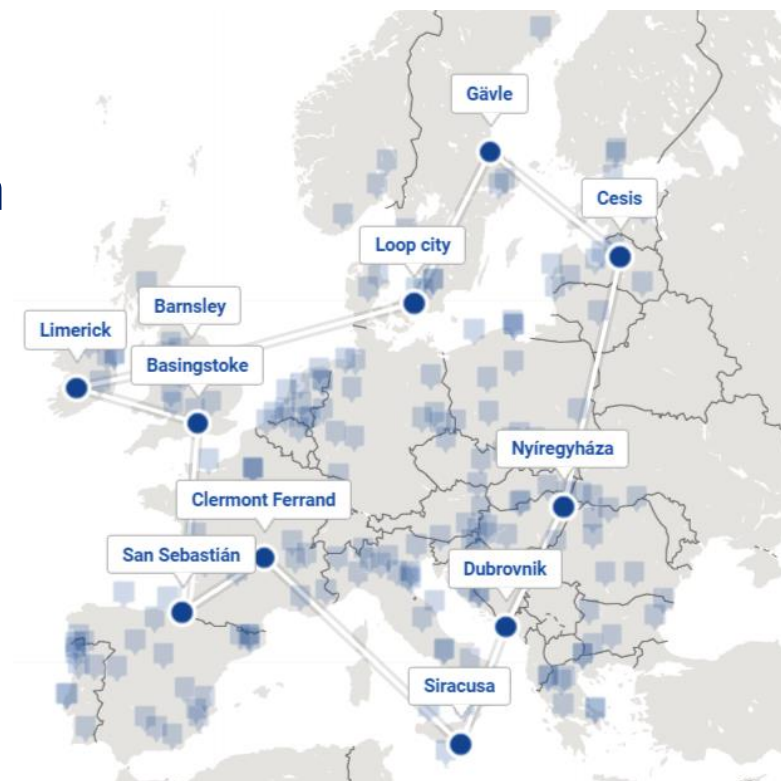 Gävle
Cesis
Loop city
Barnsley
Limerick
Basingstoke
Nyíregyháza
Clermont Ferrand
San Sebastián
Dubrovnik
Siracusa